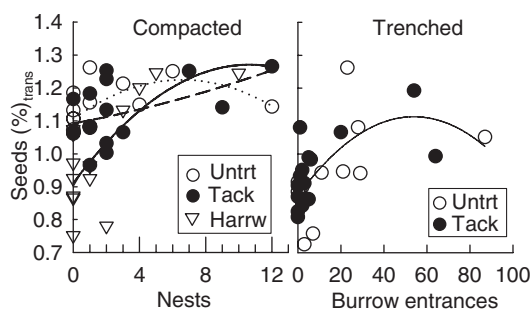 Compacted
Trenched
1.4
1.3
1.2
1.1
1.0
0.9
0.8
0.7
Seeds (%)trans
Untrt
Tack
Harrw
Untrt
Tack
0 4 8 12
0 20 40 60 80 100
Nests
Burrow entrances